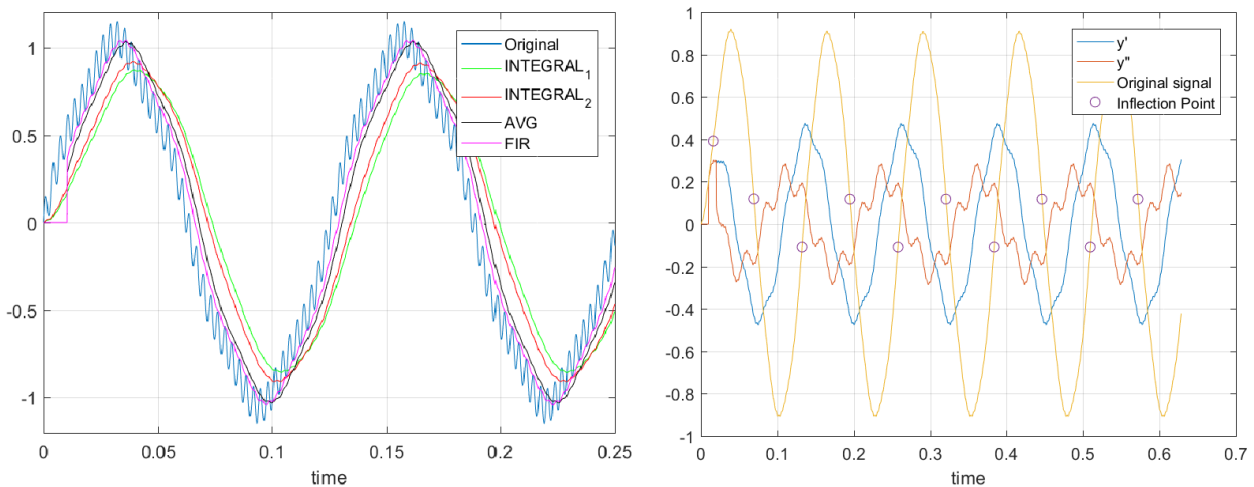 1
0.5
0
-0.5
-1
0
0.05
0.1
0.15
0.2
0.25
time
Original
INTEGRAL1
INTEGRAL2
AVG
FIR
1
0.8
0.6
0.4
0.2
0
-0.2
-0.4
-0.6
-0.8
-1
0
0.1
0.2
0.3
0.4
0.5
0.6
0.7
time
y'
y''
Original signal
Inflection Point